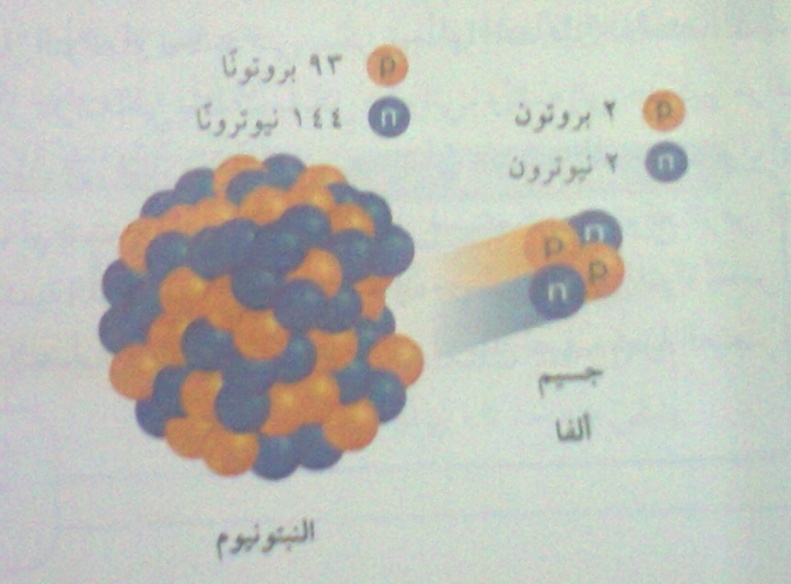 p ٩٣ بروتونًا
n ١٤٤ نيوترونًا
p ٢ بروتون
n ٢ نيوترون
p n
n p
جسيم
ألفا
النبتونيوم